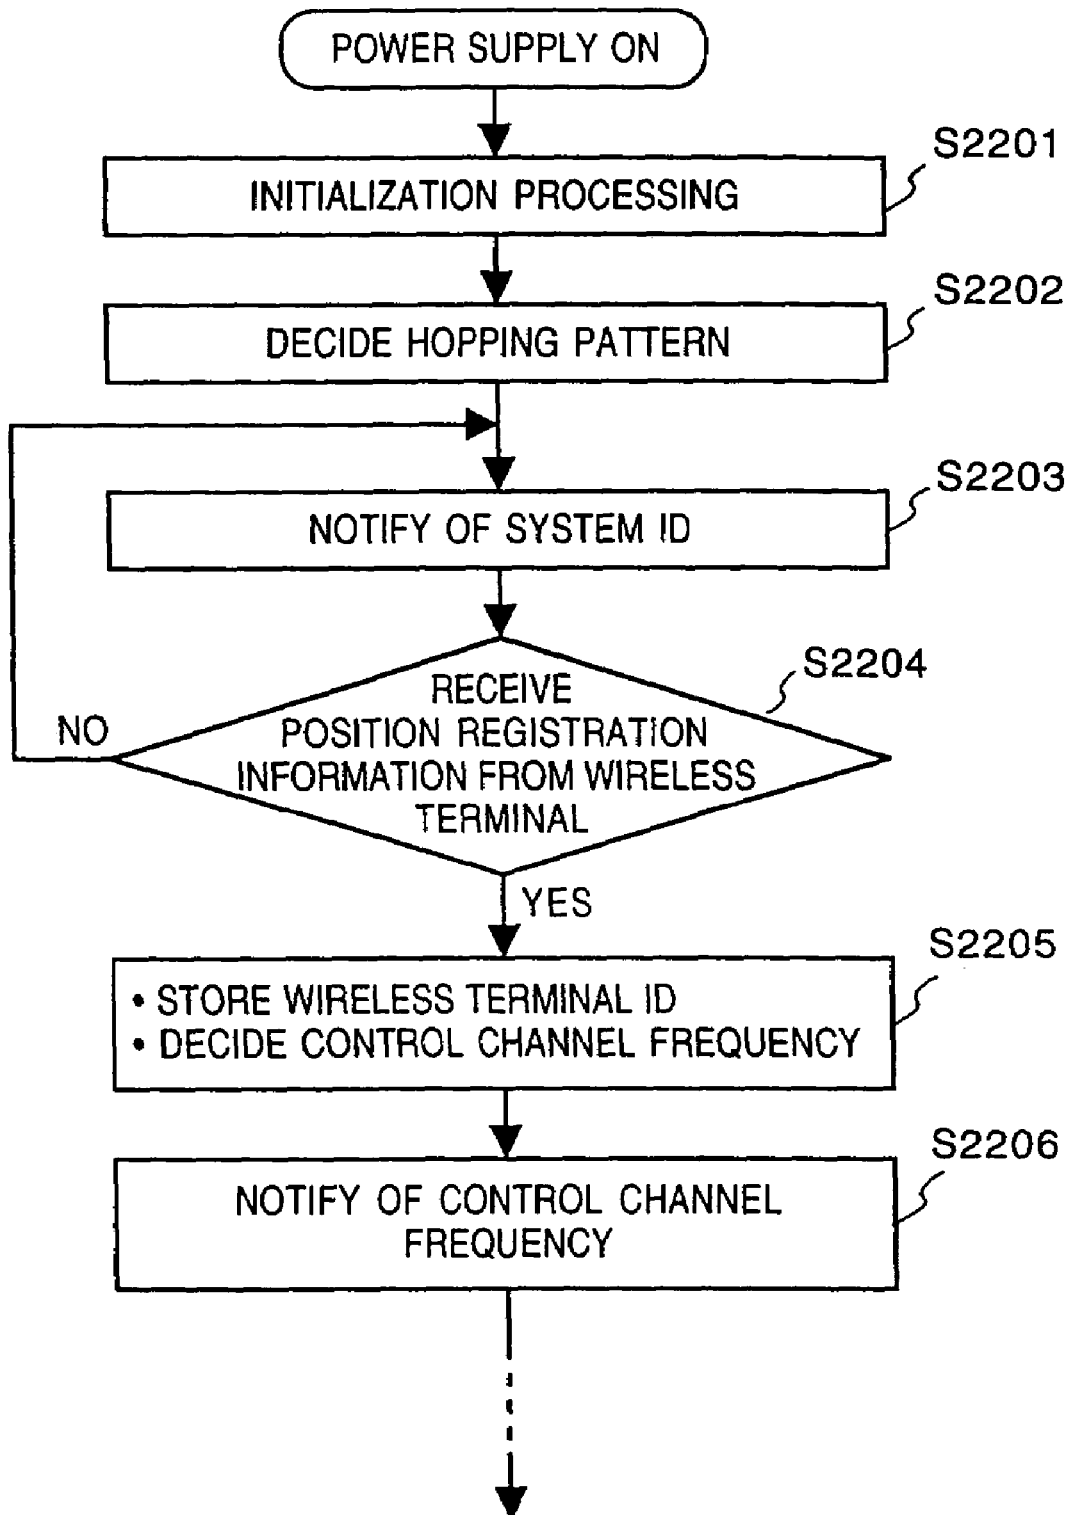 POWER SUPPLY ON
S2201
INITIALIZATION PROCESSING
S2202
DECIDE HOPPING PATTERN
S2203
NOTIFY OF SYSTEM ID
S2204
RECEIVE
POSITION REGISTRATION
INFORMATION FROM WIRELESS
TERMINAL
NO
YES
S2205
• STORE WIRELESS TERMINAL ID
• DECIDE CONTROL CHANNEL FREQUENCY
S2206
NOTIFY OF CONTROL CHANNEL
FREQUENCY